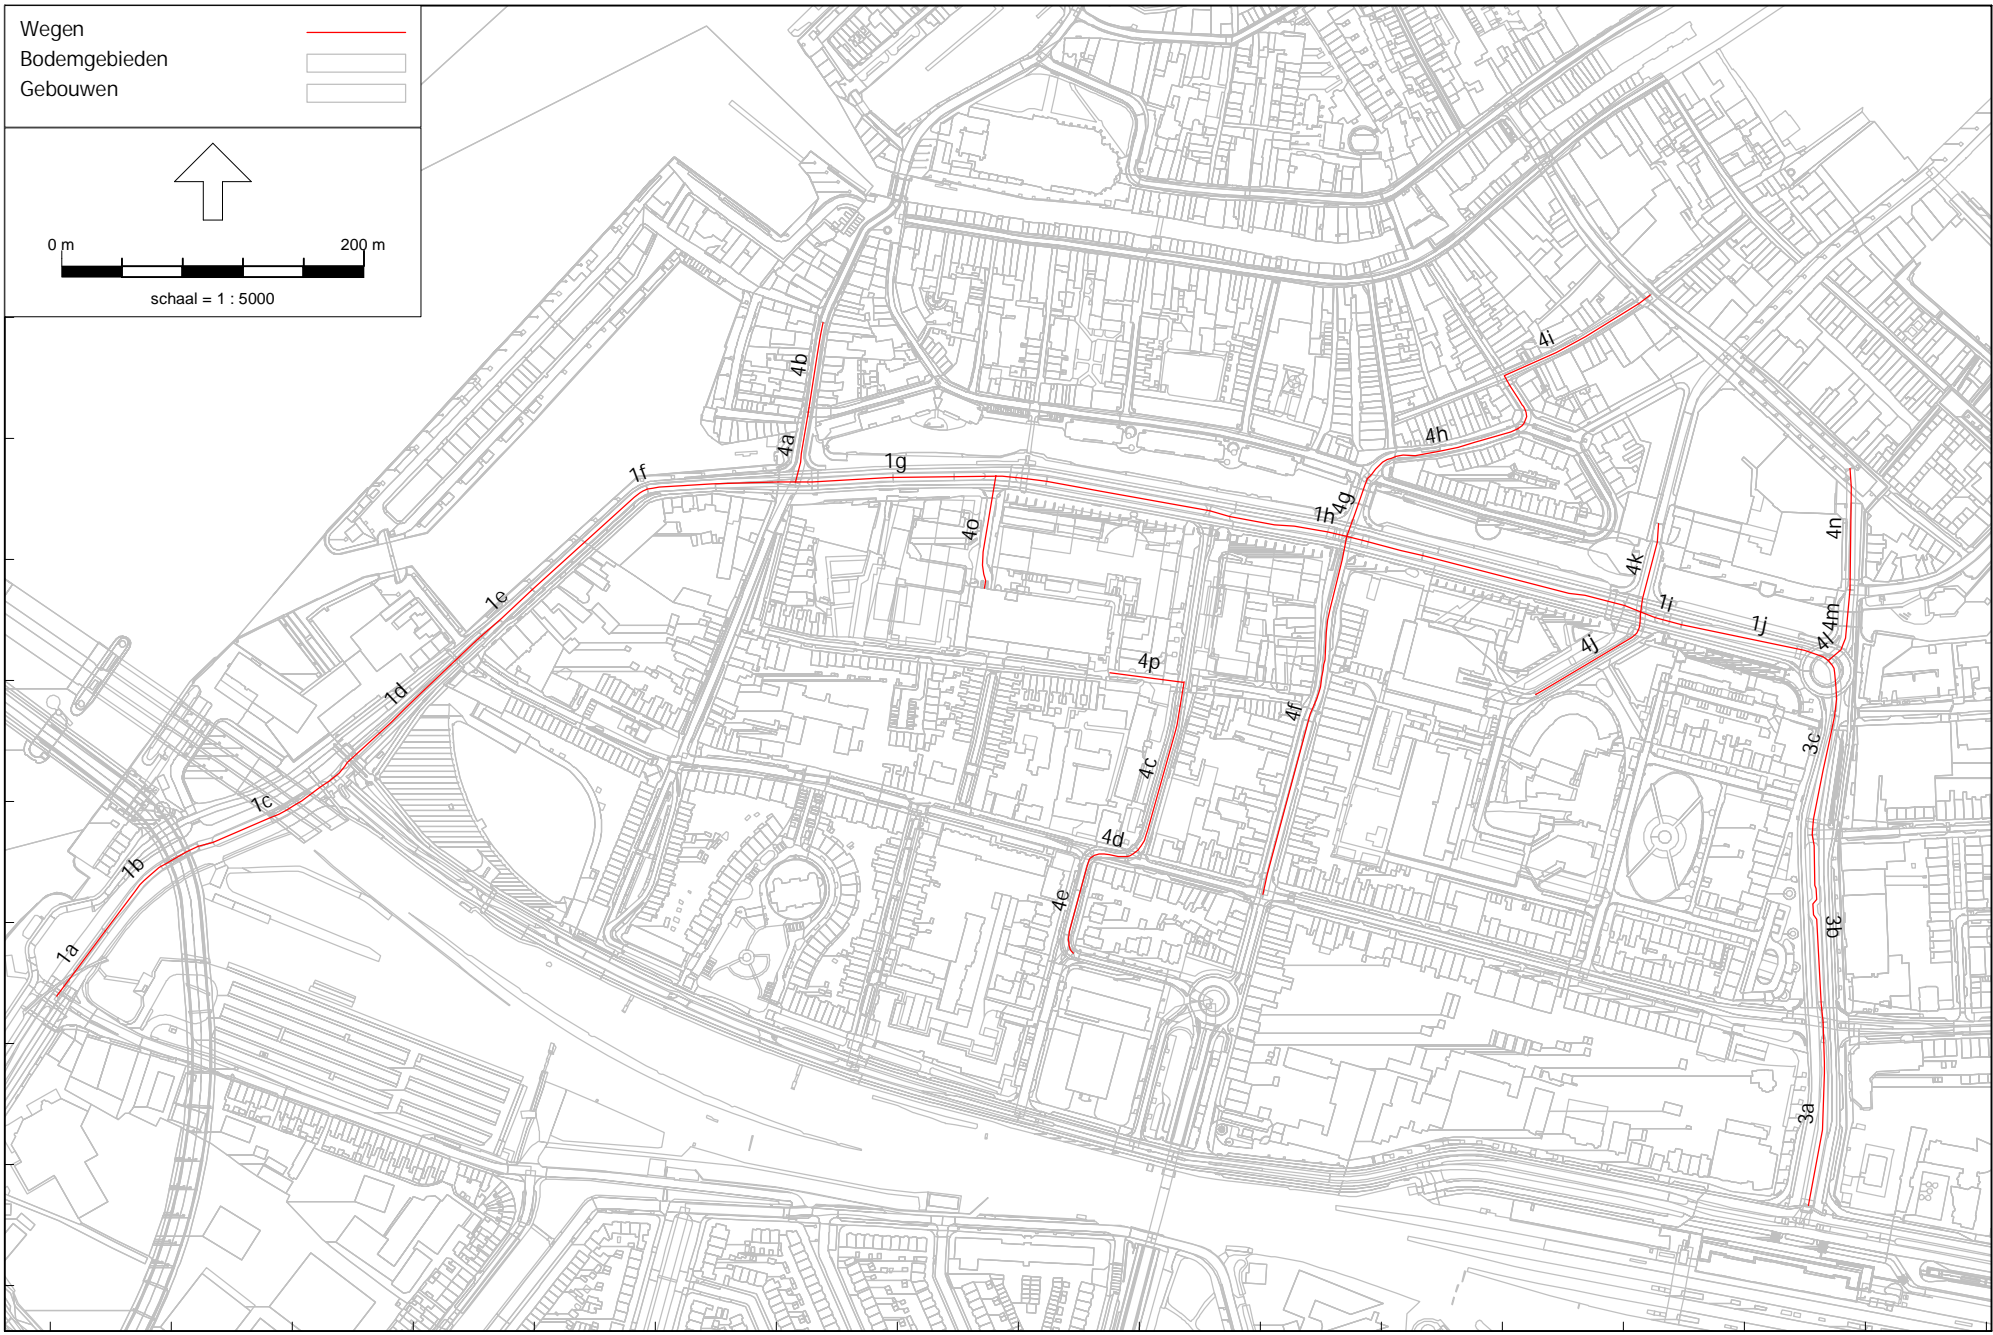 Wegen
Bodemgebieden
Gebouwen
0 m 200 m
schaal = 1 : 5000
4i
4b
4h
4a
1g
1f
4g
1h
4o
4n
4k
1e
1i
1j
4/4m
4j
4p
1d
4f
3c
4c
1c
4d
1b
4e
3b
1a
3a